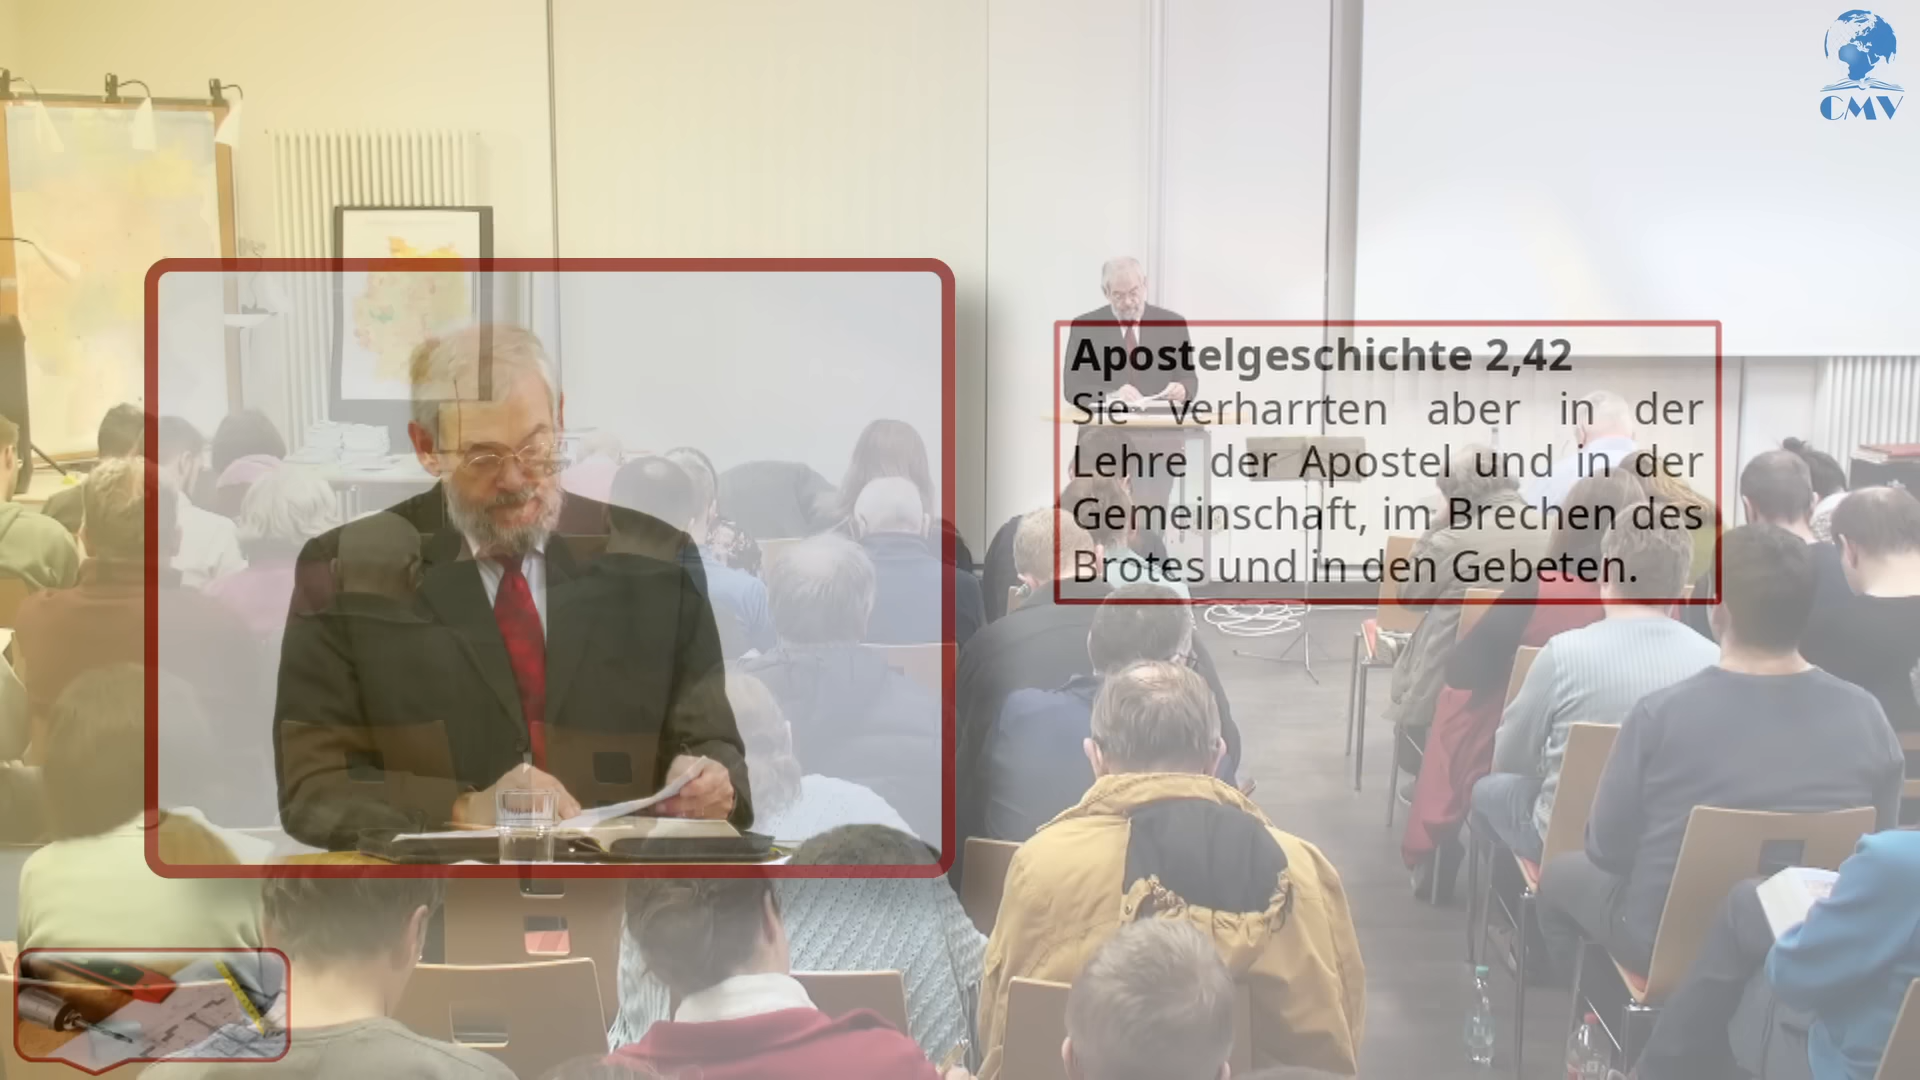 CMV
Apostelgeschichte 2,42
Sie verharrten aber in der
Lehre der Apostel und in der
Gemeinschaft, im Brechen des
Brotes und in den Gebeten.